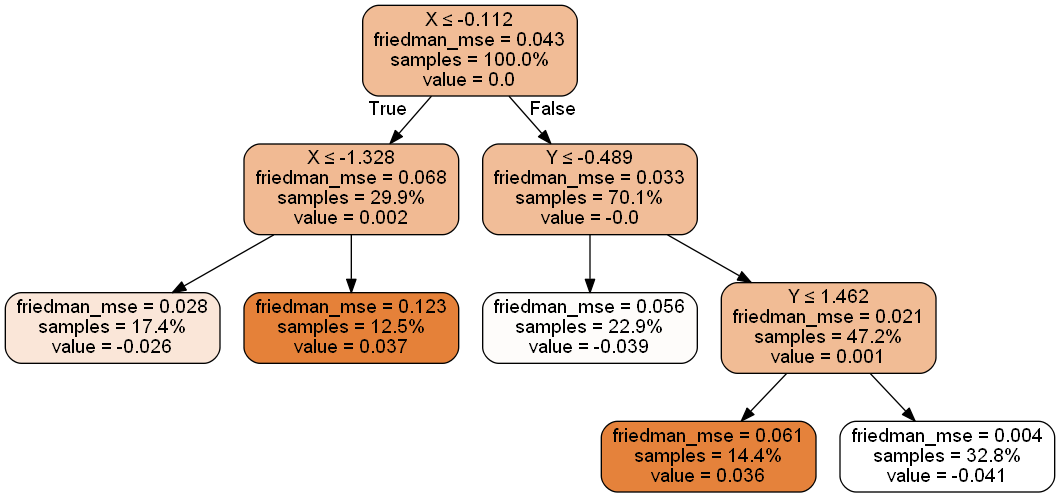 X ≤ -0.112
friedman_mse = 0.043
samples = 100.0%
value = 0.0
True
False
X ≤ -1.328
friedman_mse = 0.068
samples = 29.9%
value = 0.002
Y ≤ -0.489
friedman_mse = 0.033
samples = 70.1%
value = -0.0
friedman_mse = 0.028
samples = 17.4%
value = -0.026
friedman_mse = 0.123
samples = 12.5%
value = 0.037
friedman_mse = 0.056
samples = 22.9%
value = -0.039
Y ≤ 1.462
friedman_mse = 0.021
samples = 47.2%
value = 0.001
friedman_mse = 0.061
samples = 14.4%
value = 0.036
friedman_mse = 0.004
samples = 32.8%
value = -0.041